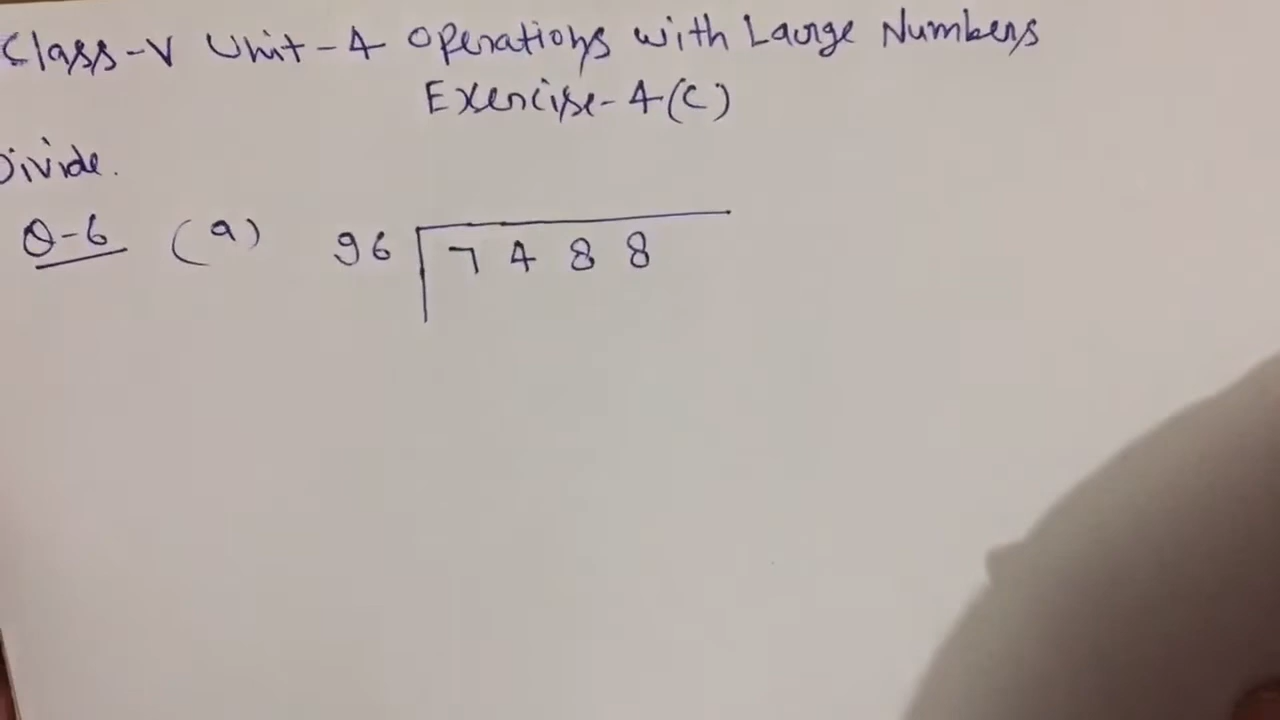 Class-V Unit-4 Operations with Large Numbers
Exercise-4(C)
Divide.
Q-6 (a) 96 7488